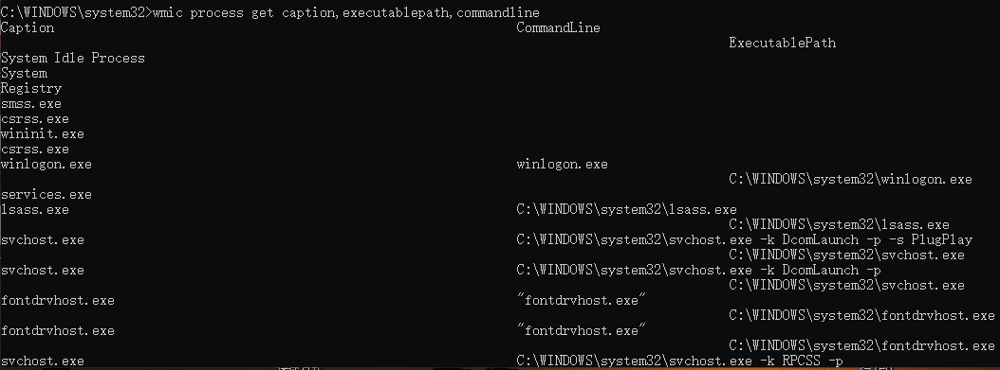 C:\WINDOWS\system32>wmic process get caption,executablepath,commandline
Caption CommandLine
ExecutablePath
System Idle Process
System
Registry
smss.exe
csrss.exe
wininit.exe
csrss.exe
winlogon.exe winlogon.exe
C:\WINDOWS\system32\winlogon.exe
services.exe
lsass.exe C:\WINDOWS\system32\lsass.exe
C:\WINDOWS\system32\lsass.exe
svchost.exe C:\WINDOWS\system32\svchost.exe -k DcomLaunch -p -s PlugPlay
C:\WINDOWS\system32\svchost.exe
svchost.exe C:\WINDOWS\system32\svchost.exe -k DcomLaunch -p
C:\WINDOWS\system32\svchost.exe
fontdrvhost.exe "fontdrvhost.exe"
C:\WINDOWS\system32\fontdrvhost.exe
fontdrvhost.exe "fontdrvhost.exe"
C:\WINDOWS\system32\fontdrvhost.exe
svchost.exe C:\WINDOWS\system32\svchost.exe -k RPCSS -p